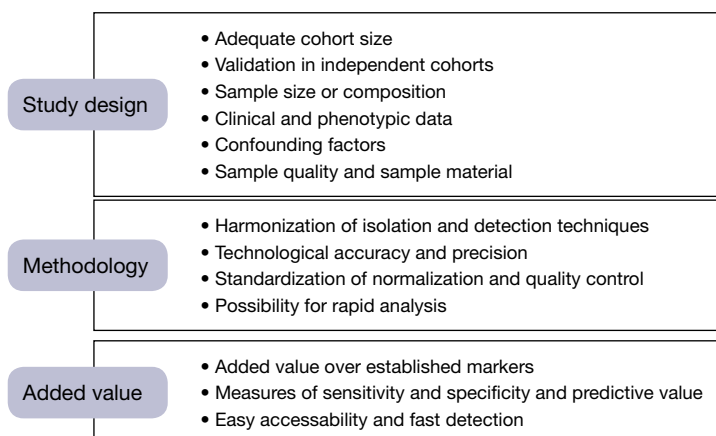 Study design
• Adequate cohort size
• Validation in independent cohorts
• Sample size or composition
• Clinical and phenotypic data
• Confounding factors
• Sample quality and sample material
Methodology
• Harmonization of isolation and detection techniques
• Technological accuracy and precision
• Standardization of normalization and quality control
• Possibility for rapid analysis
Added value
• Added value over established markers
• Measures of sensitivity and specificity and predictive value
• Easy accessability and fast detection